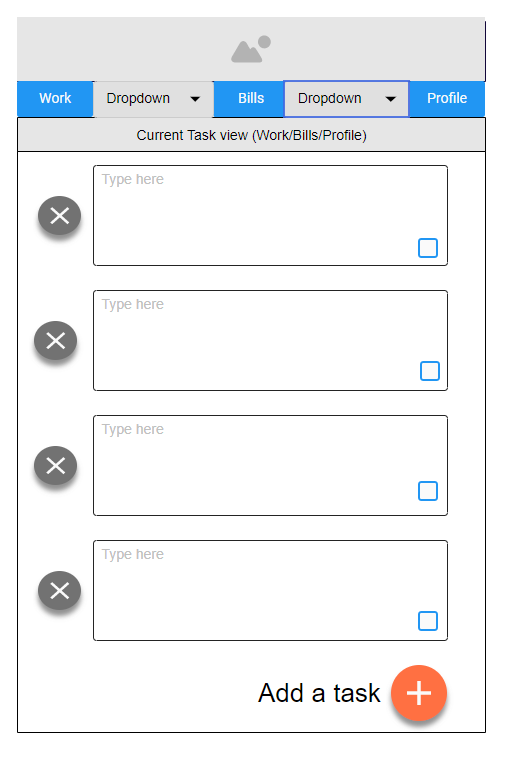 Work Dropdown Bills Dropdown Profile
Current Task view (Work/Bills/Profile)
Type here
Type here
Type here
Type here
Add a task